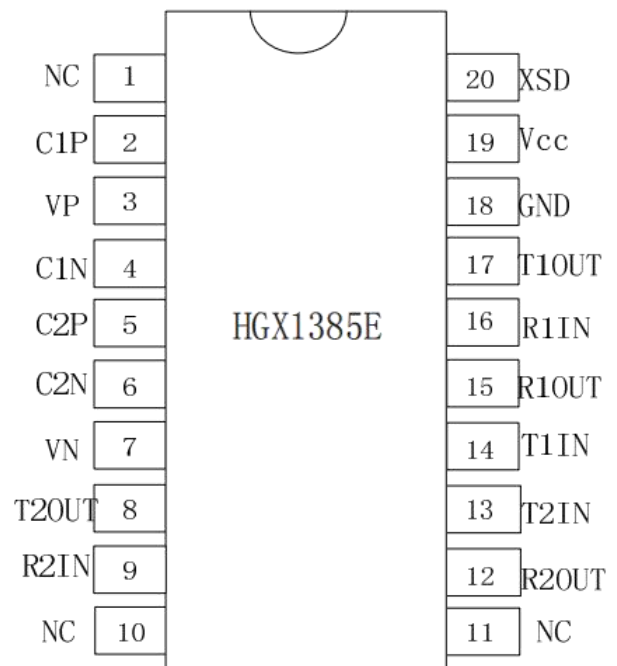 NC 1 20 XSD
C1P 2 19 Vcc
VP 3 18 GND
C1N 4 17 T1OUT
C2P 5 HGX1385E 16 R1IN
C2N 6 15 R1OUT
VN 7 14 T1IN
T2OUT 8 13 T2IN
R2IN 9 12 R2OUT
NC 10 11 NC